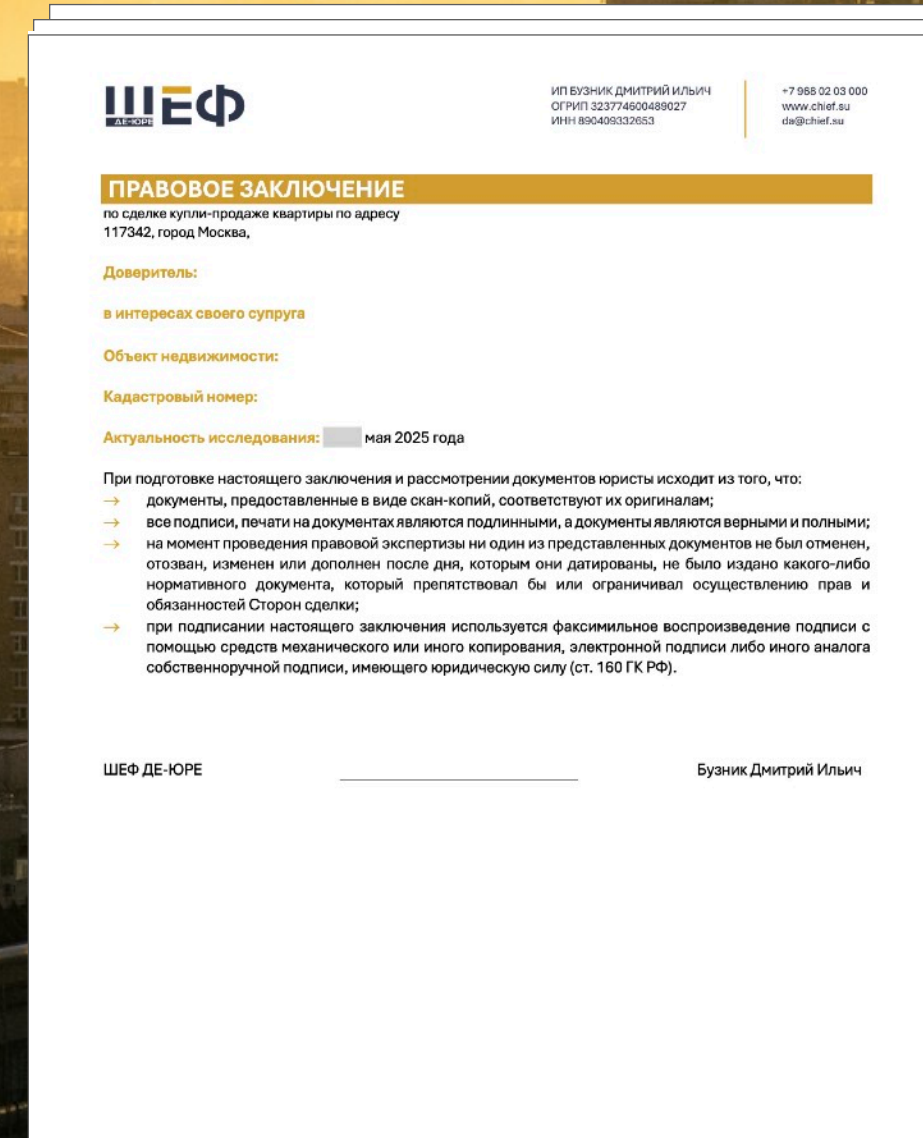 ШЕФ
ДЕ-ЮРЕ
ИП БУЗНИК ДМИТРИЙ ИЛЬИЧ
ОГРИП 323774600489027
ИНН 890409332653
+7 968 02 03 000
www.chief.su
da@chief.su
ПРАВОВОЕ ЗАКЛЮЧЕНИЕ
по сделке купли-продаже квартиры по адресу
117342, город Москва,
Доверитель:
в интересах своего супруга
Объект недвижимости:
Кадастровый номер:
Актуальность исследования: мая 2025 года
При подготовке настоящего заключения и рассмотрении документов юристы исходит из того, что:
→ документы, предоставленные в виде скан-копий, соответствуют их оригиналам;
→ все подписи, печати на документах являются подлинными, а документы являются верными и полными;
→ на момент проведения правовой экспертизы ни один из представленных документов не был отменен,
отозван, изменен или дополнен после дня, которым они датированы, не было издано какого-либо
нормативного документа, который препятствовал бы или ограничивал осуществлению прав и
обязанностей Сторон сделки;
→ при подписании настоящего заключения используется факсимильное воспроизведение подписи с
помощью средств механического или иного копирования, электронной подписи либо иного аналога
собственноручной подписи, имеющего юридическую силу (ст. 160 ГК РФ).
ШЕФ ДЕ-ЮРЕ
Бузник Дмитрий Ильич